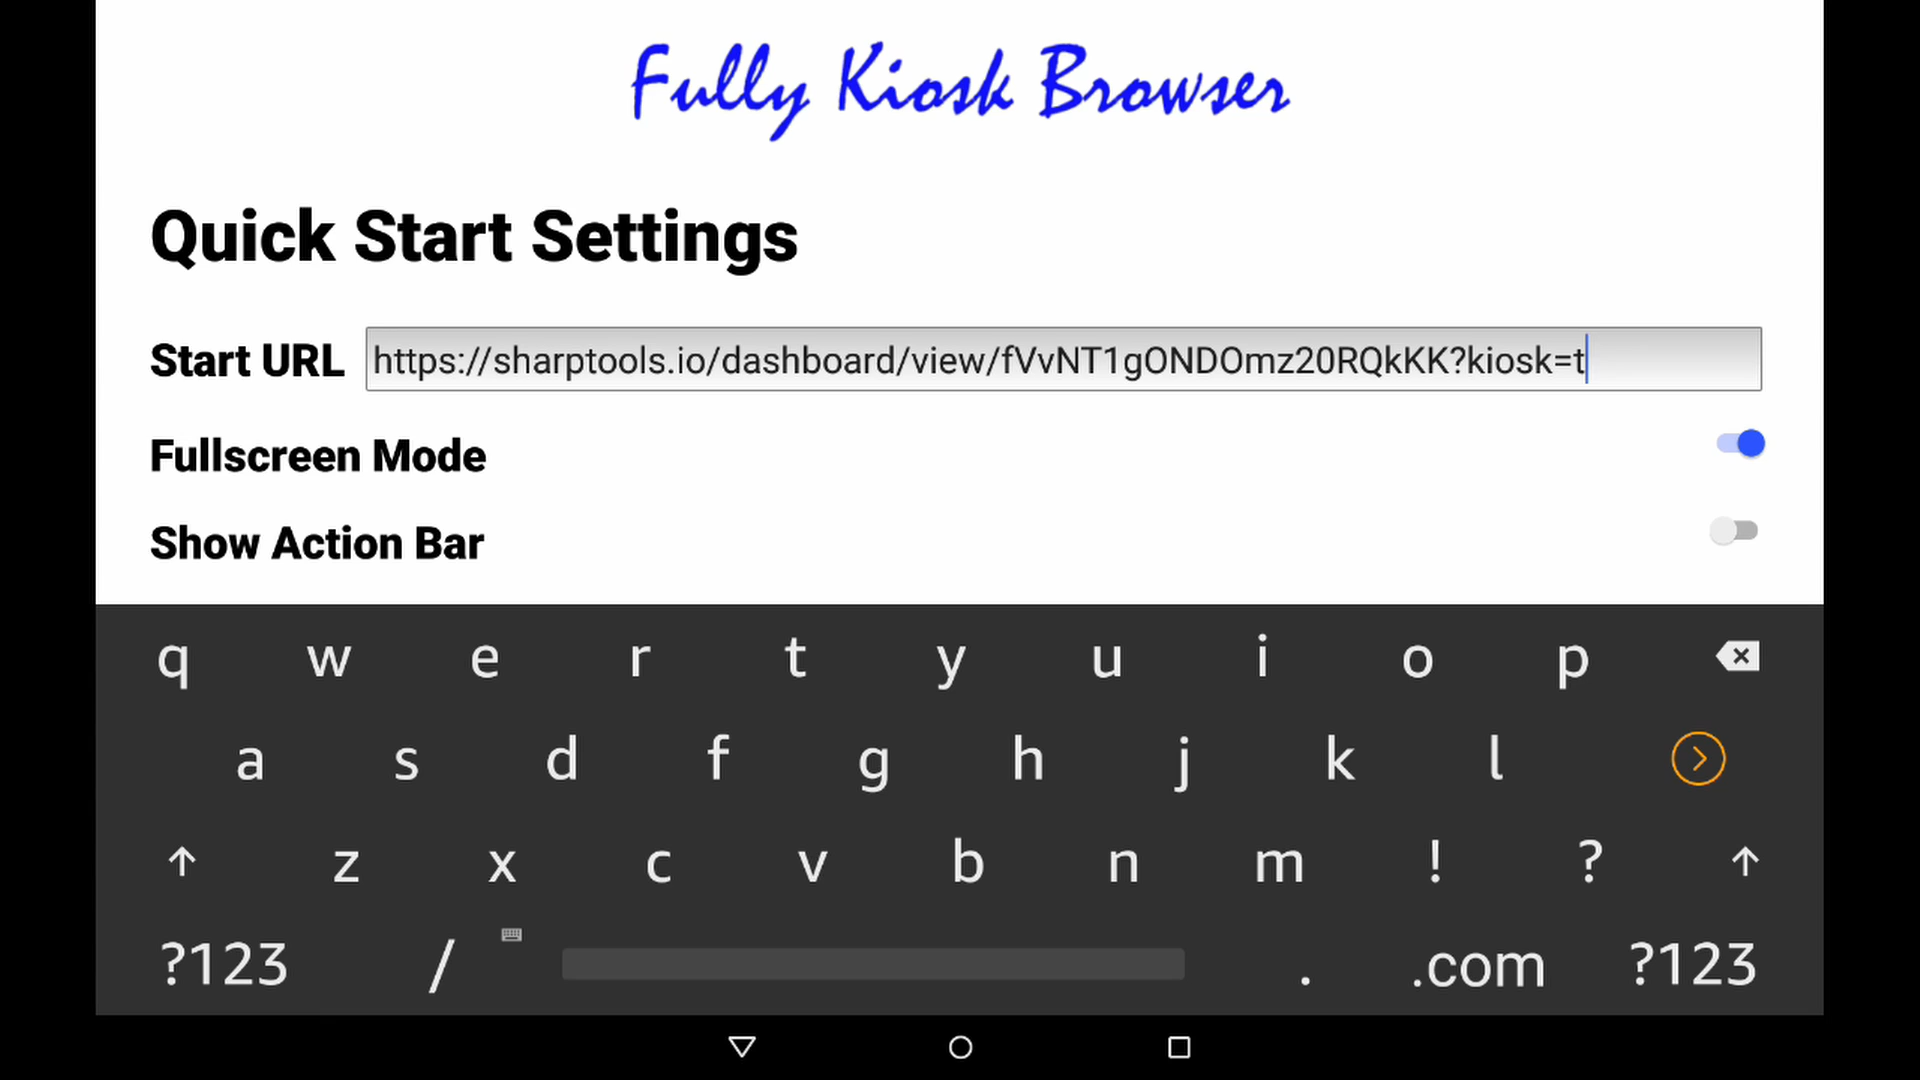 Fully Kiosk Browser
Quick Start Settings
Start URL https://sharptools.io/dashboard/view/fVvNT1gONDOmz20RQkKK?kiosk=t
Fullscreen Mode
Show Action Bar
q w e r t y u i o p
a s d f g h j k l
z x c v b n m ! ?
?123 / . .com ?123